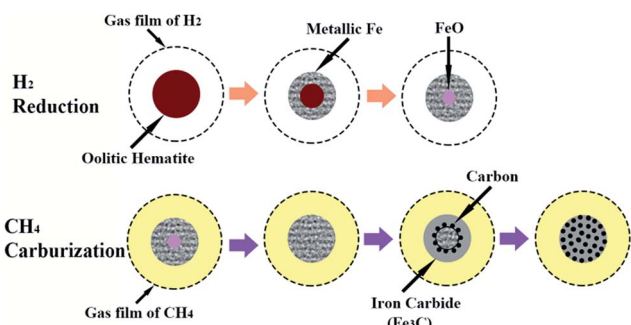 Gas film of H₂
Metallic Fe
FeO
H₂
Reduction
Oolitic Hematite
Carbon
CH₄
Carburization
Gas film of CH₄
Iron Carbide
(Fe₃C)